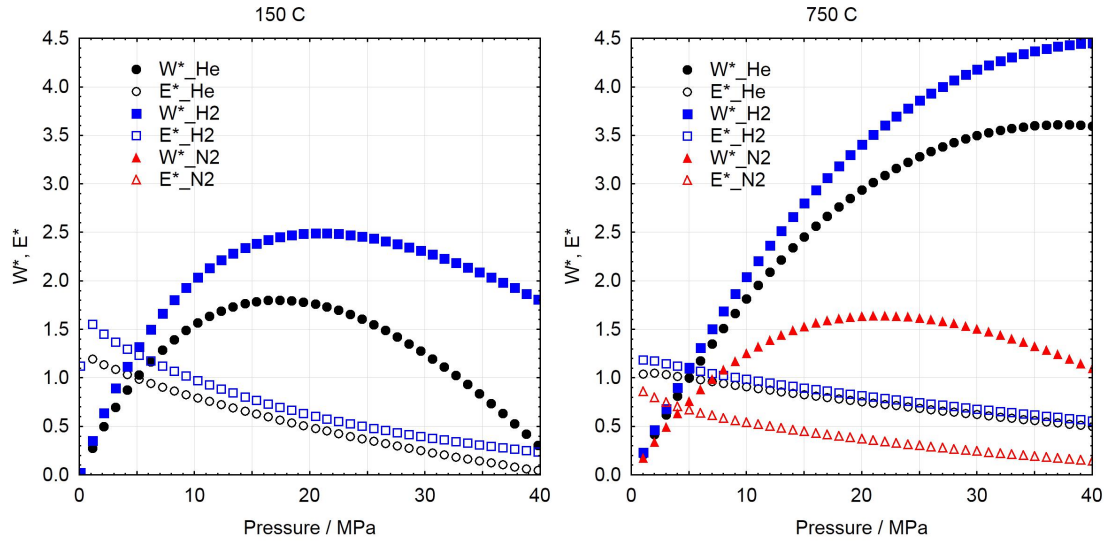 150 C
W*, E*
4.5
4.0
3.5
3.0
2.5
2.0
1.5
1.0
0.5
0.0
W*_He
E*_He
W*_H2
E*_H2
W*_N2
E*_N2
0 10 20 30 40
Pressure / MPa
750 C
W*, E*
4.5
4.0
3.5
3.0
2.5
2.0
1.5
1.0
0.5
0.0
W*_He
E*_He
W*_H2
E*_H2
W*_N2
E*_N2
0 10 20 30 40
Pressure / MPa